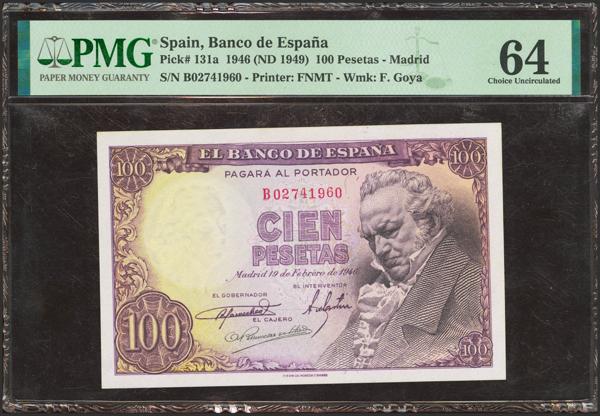 PMG
PAPER MONEY GUARANTY
Spain, Banco de España
Pick# 131a 1946 (ND 1949) 100 Pesetas - Madrid
S/N B02741960 - Printer: FNMT - Wmk: F. Goya
64
Choice Uncirculated
100
EL BANCO DE ESPAÑA
100
PAGARÁ AL PORTADOR
B02741960
CIEN
PESETAS
Madrid 19 de Febrero de 1946
EL GOBERNADOR
EL INTERVENTOR
EL CAJERO
100
100